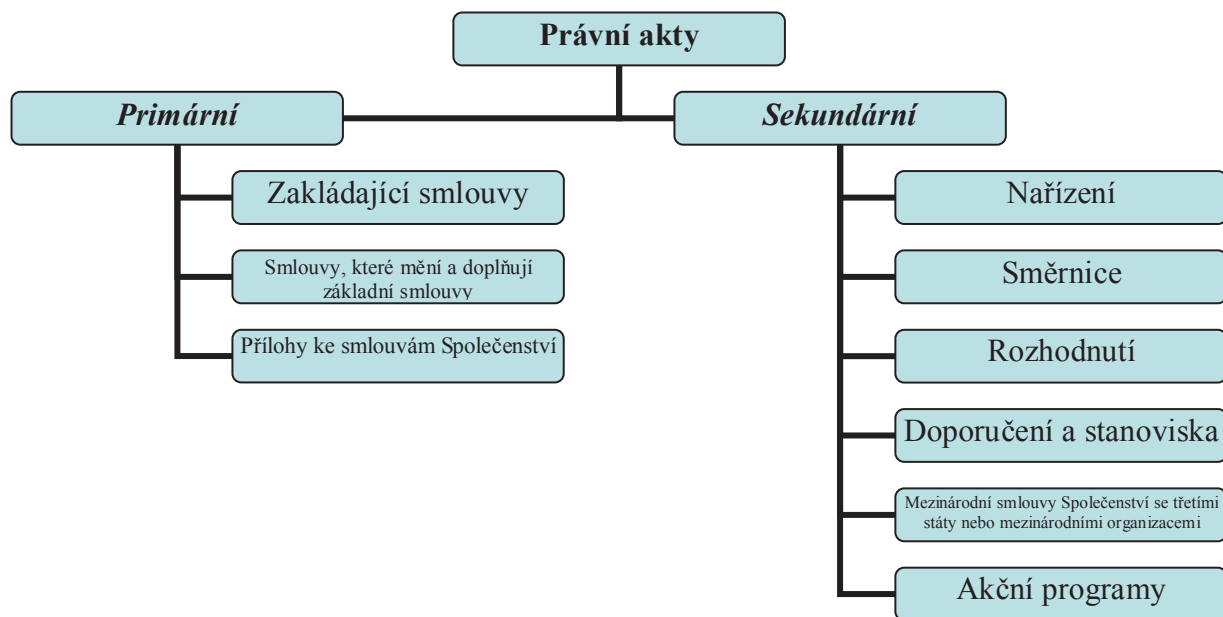 Právní akty
Primární
Sekundární
Zakládající smlouvy
Smlouvy, které mění a doplňují
základní smlouvy
Přílohy ke smlouvám Společenství
Nařízení
Směrnice
Rozhodnutí
Doporučení a stanoviska
Mezinárodní smlouvy Společenství se třetími
státy nebo mezinárodními organizacemi
Akční programy